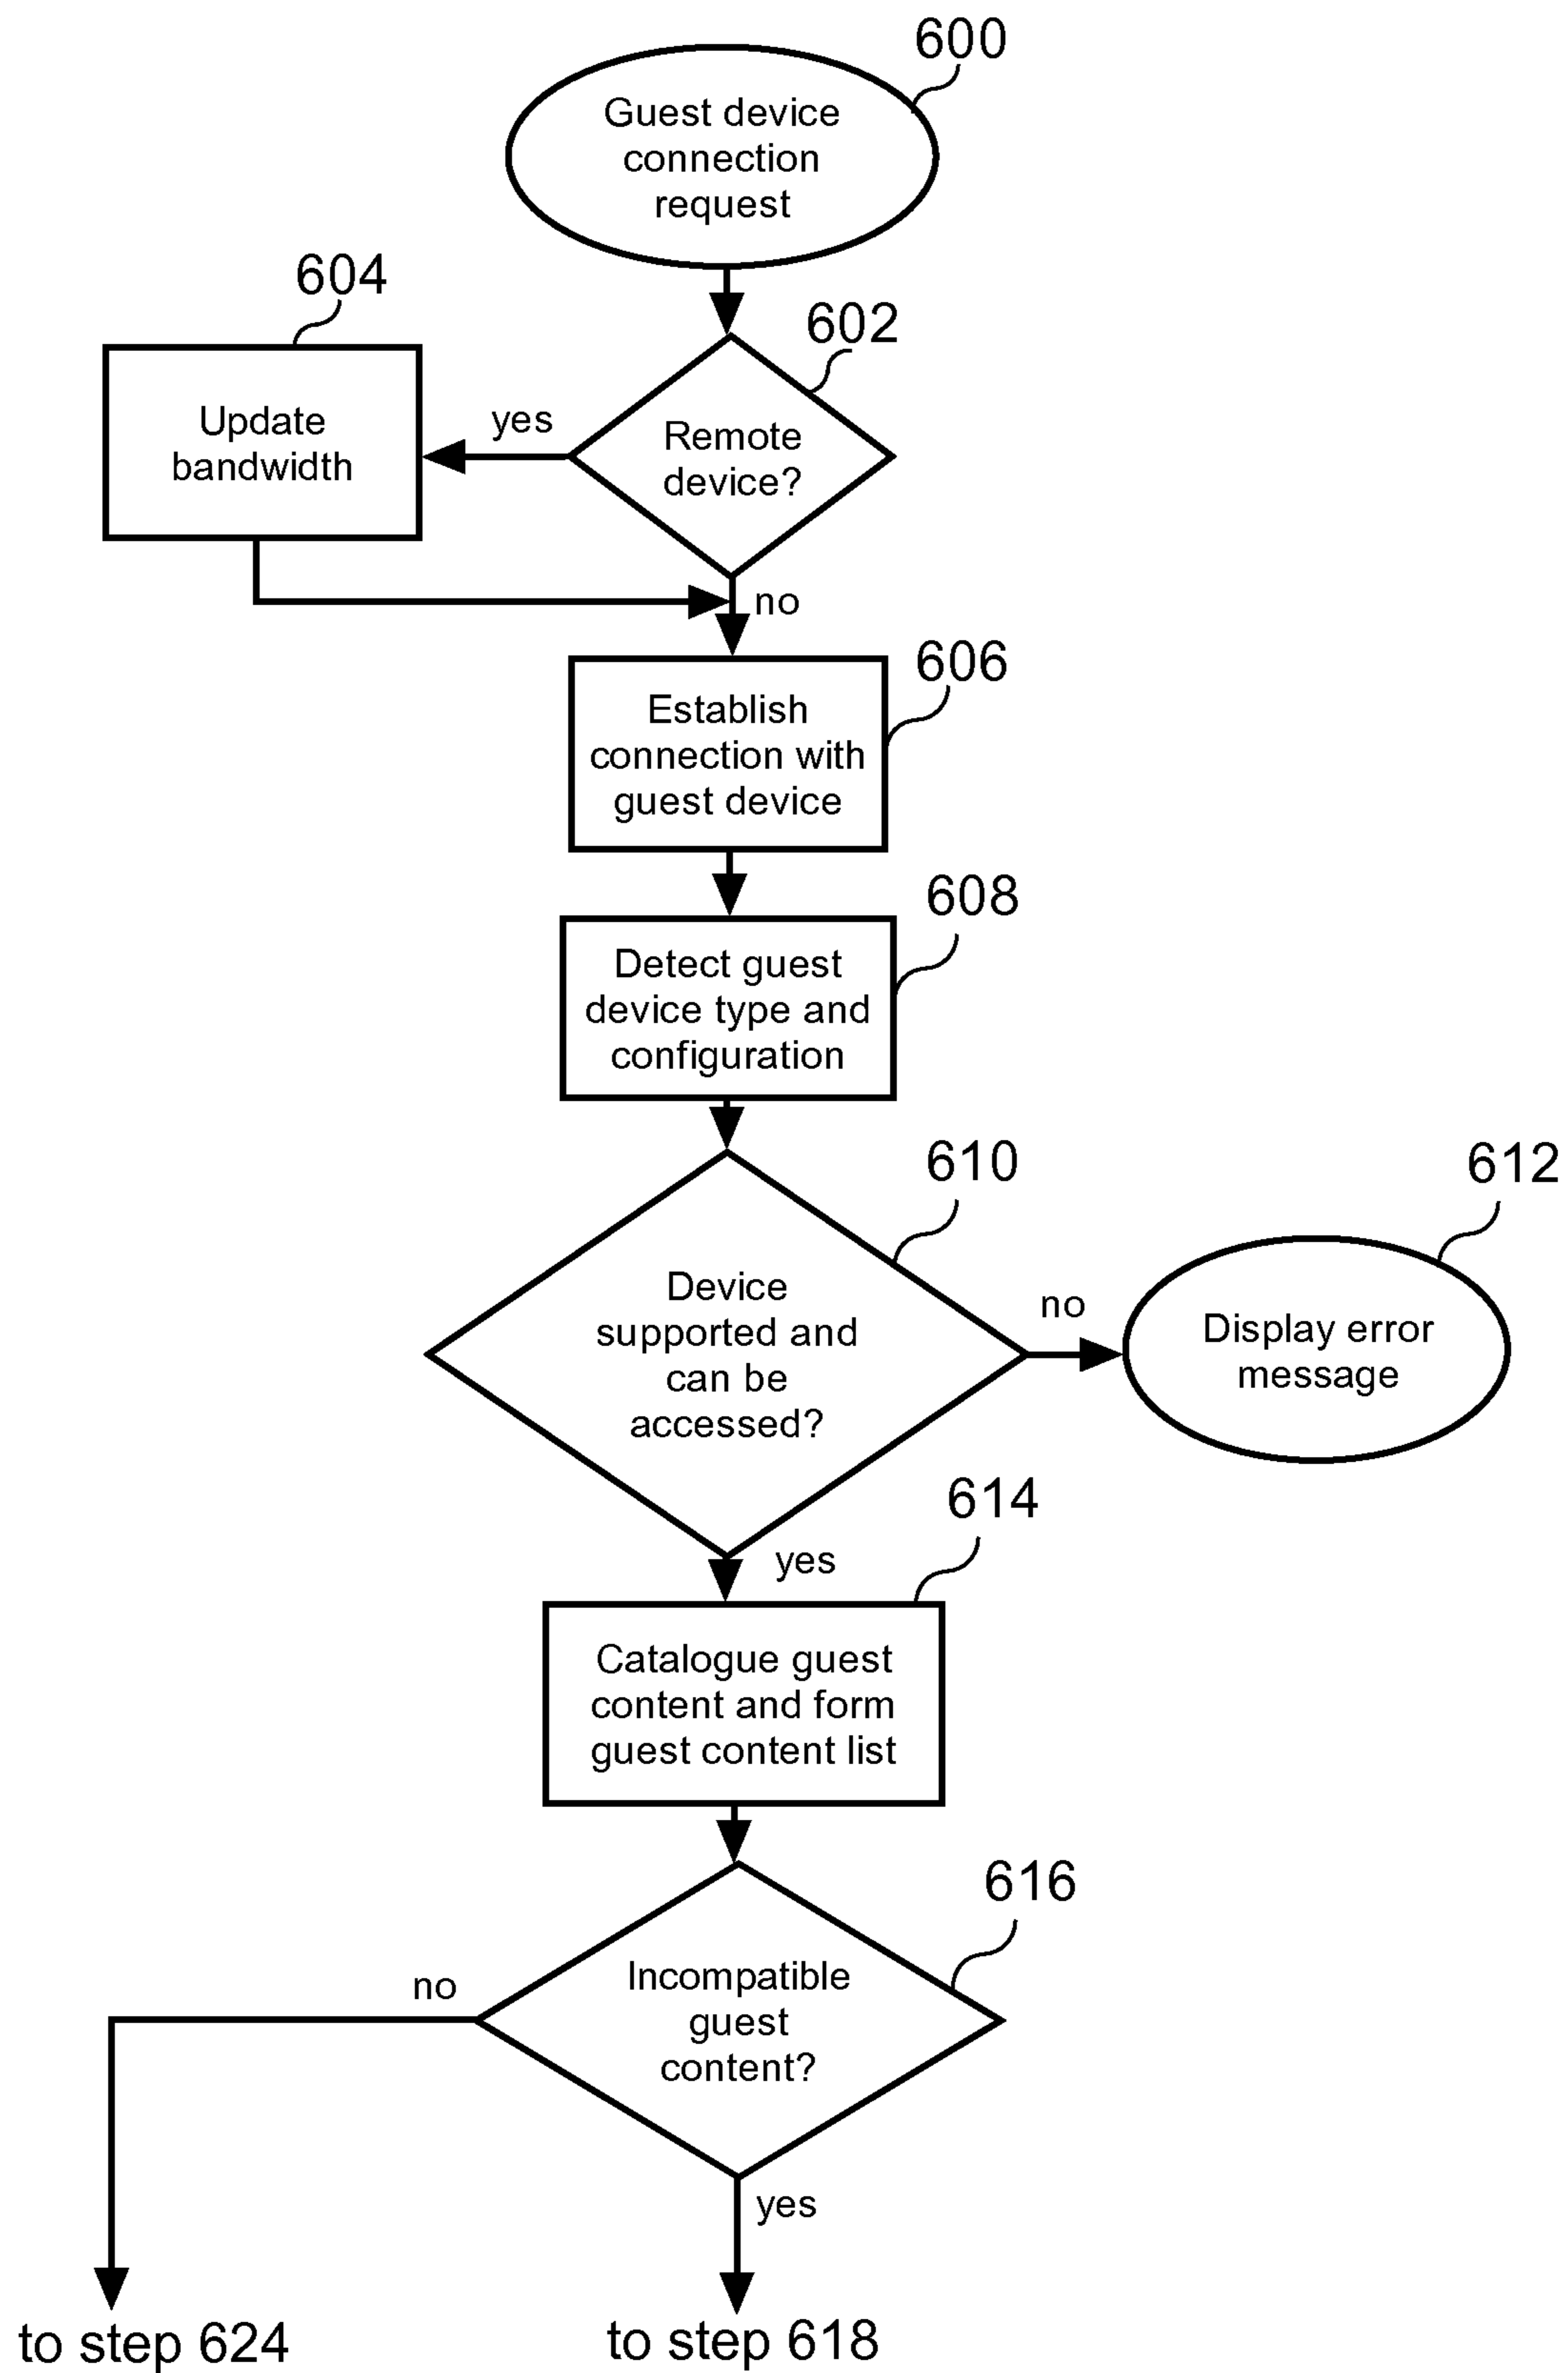 600
Guest device
connection
request
604
602
Update
bandwidth
yes
Remote
device?
no
606
Establish
connection with
guest device
608
Detect guest
device type and
configuration
610
612
Device
supported and
can be
accessed?
no
Display error
message
614
yes
Catalogue guest
content and form
guest content list
616
no
Incompatible
guest
content?
yes
to step 624
to step 618